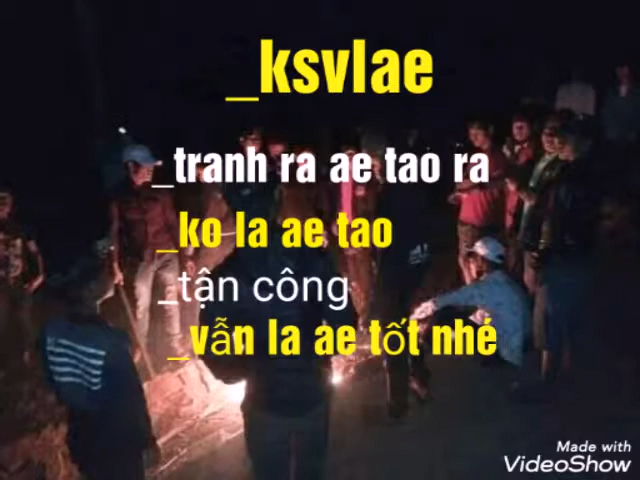 _ksvlae
_tranh ra ae tao ra
_ko la ae tao
_tận công
_vẫn la ae tốt nhé
Made with
VideoShow